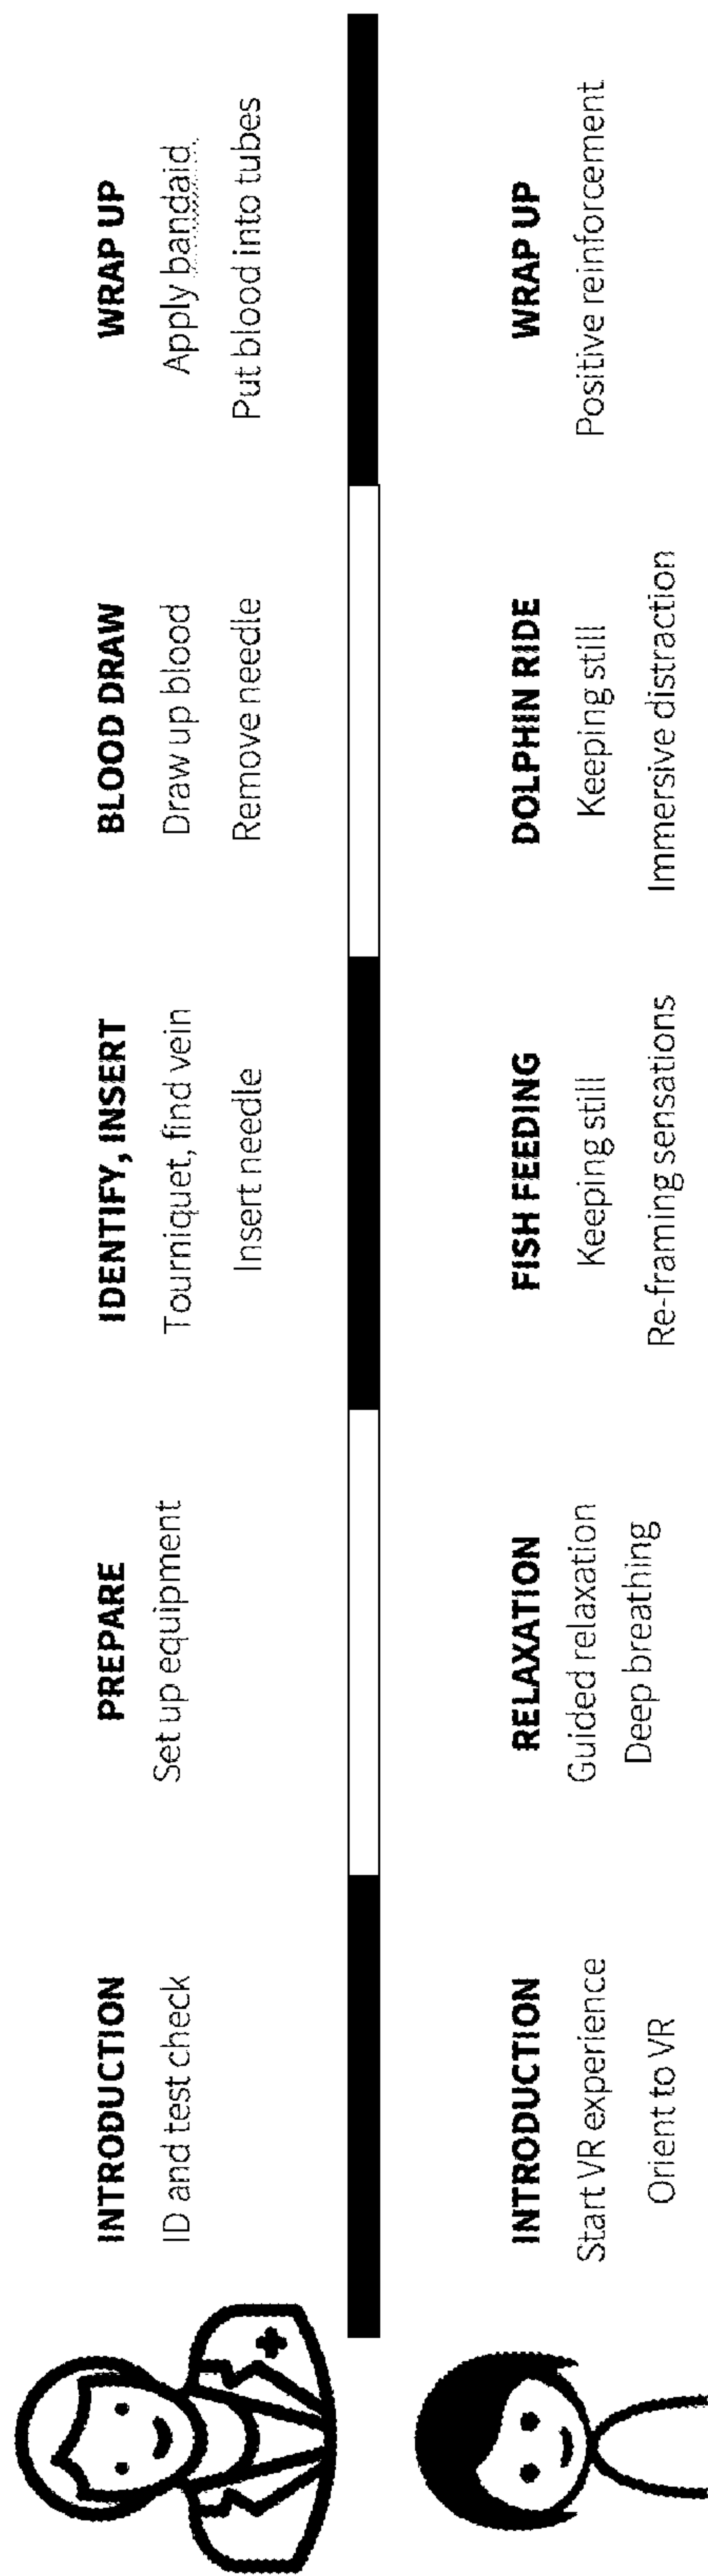 INTRODUCTION
ID and test check
PREPARE
Set up equipment
IDENTIFY, INSERT
Tourniquet, find vein
Insert needle
BLOOD DRAW
Draw up blood
Remove needle
WRAP UP
Apply bandaid.
Put blood into tubes
INTRODUCTION
Start VR experience
Orient to VR
RELAXATION
Guided relaxation
Deep breathing
FISH FEEDING
Keeping still
Re-framing sensations
DOLPHIN RIDE
Keeping still
Immersive distraction
WRAP UP
Positive reinforcement